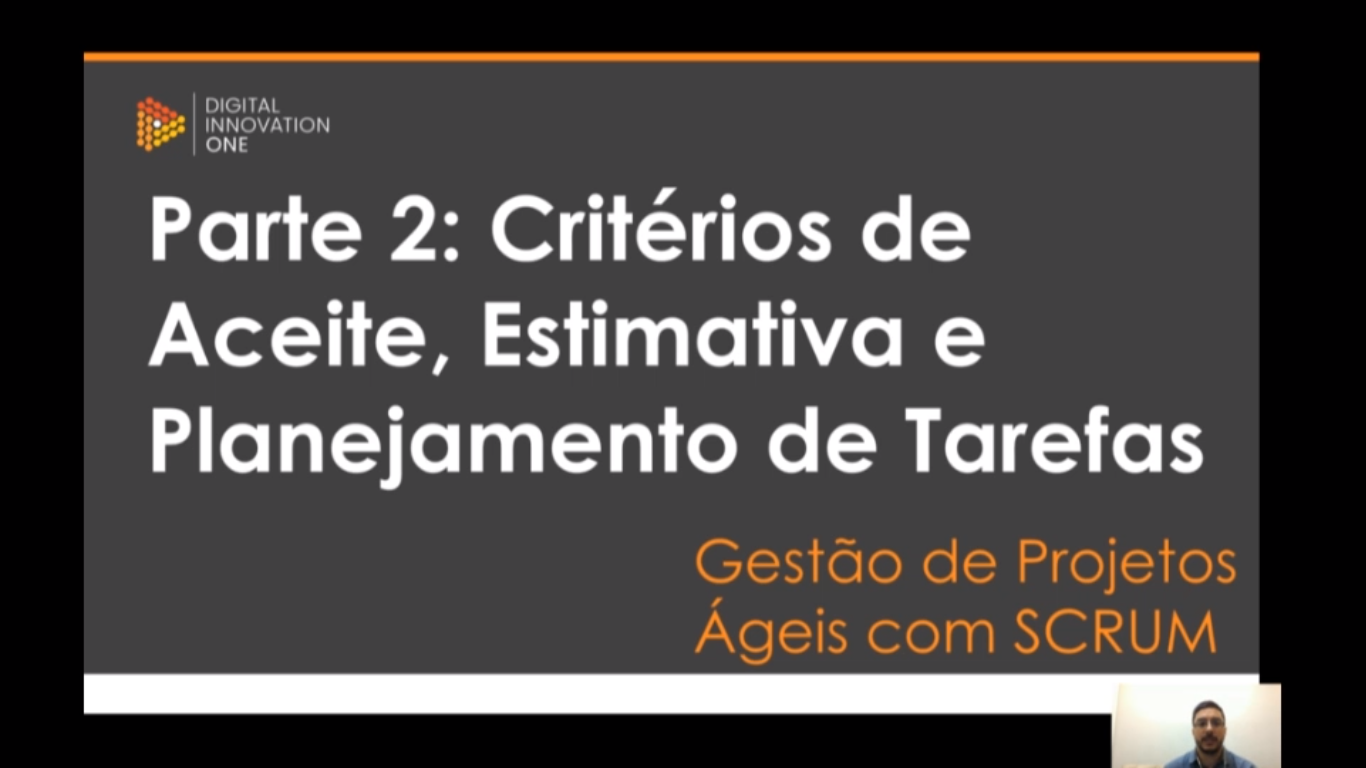 DIGITAL
INNOVATION
ONE
Parte 2: Critérios de
Aceite, Estimativa e
Planejamento de Tarefas
Gestão de Projetos
Ágeis com SCRUM